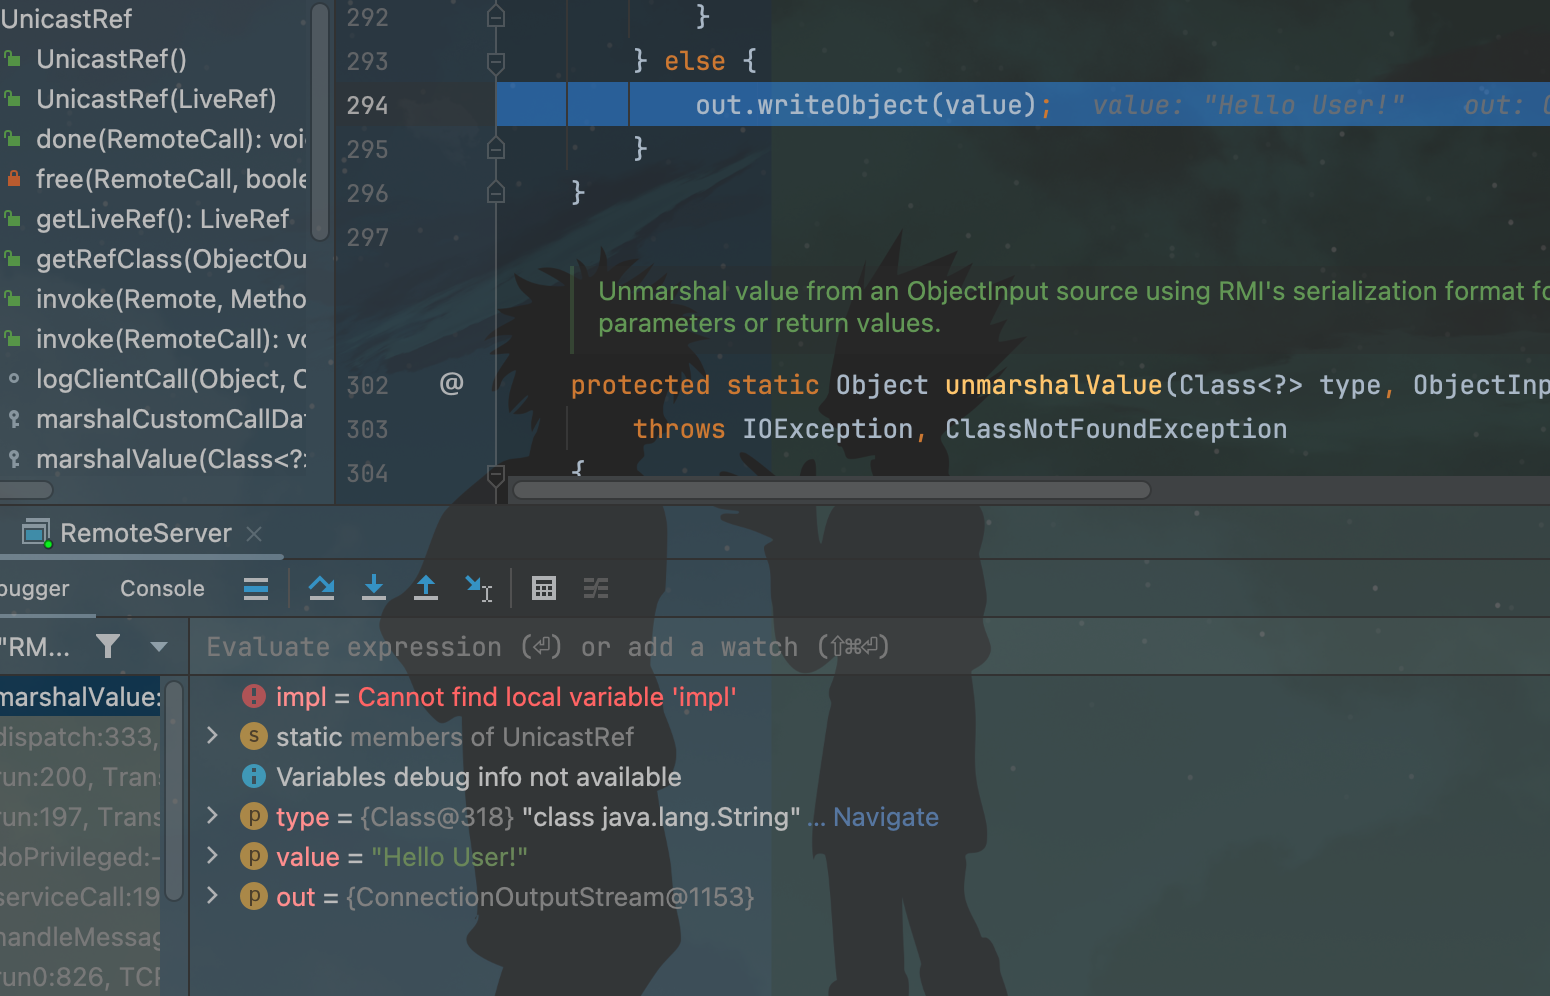 UnicastRef
UnicastRef()
UnicastRef(LiveRef)
done(RemoteCall): voi
free(RemoteCall, boole
getLiveRef(): LiveRef
getRefClass(ObjectOu
invoke(Remote, Metho
invoke(RemoteCall): vo
logClientCall(Object, O
marshalCustomCallDat
marshalValue(Class<?>
292 }
293 } else {
294 out.writeObject(value); value: "Hello User!" out:
295 }
296 }
297
Unmarshal value from an ObjectInput source using RMI's serialization format fo
parameters or return values.
302 @ protected static Object unmarshalValue(Class<?> type, ObjectInp
303 throws IOException, ClassNotFoundException
304 {
RemoteServer
bugger Console
"RM... Evaluate expression (⏎) or add a watch (⇧⌘⏎)
marshalValue:
dispatch:333,
run:200, Trans
run:197, Trans
doPrivileged:-
serviceCall:19
handleMessag
run0:826, TCP
impl = Cannot find local variable 'impl'
static members of UnicastRef
Variables debug info not available
type = {Class@318} "class java.lang.String" ... Navigate
value = "Hello User!"
out = {ConnectionOutputStream@1153}